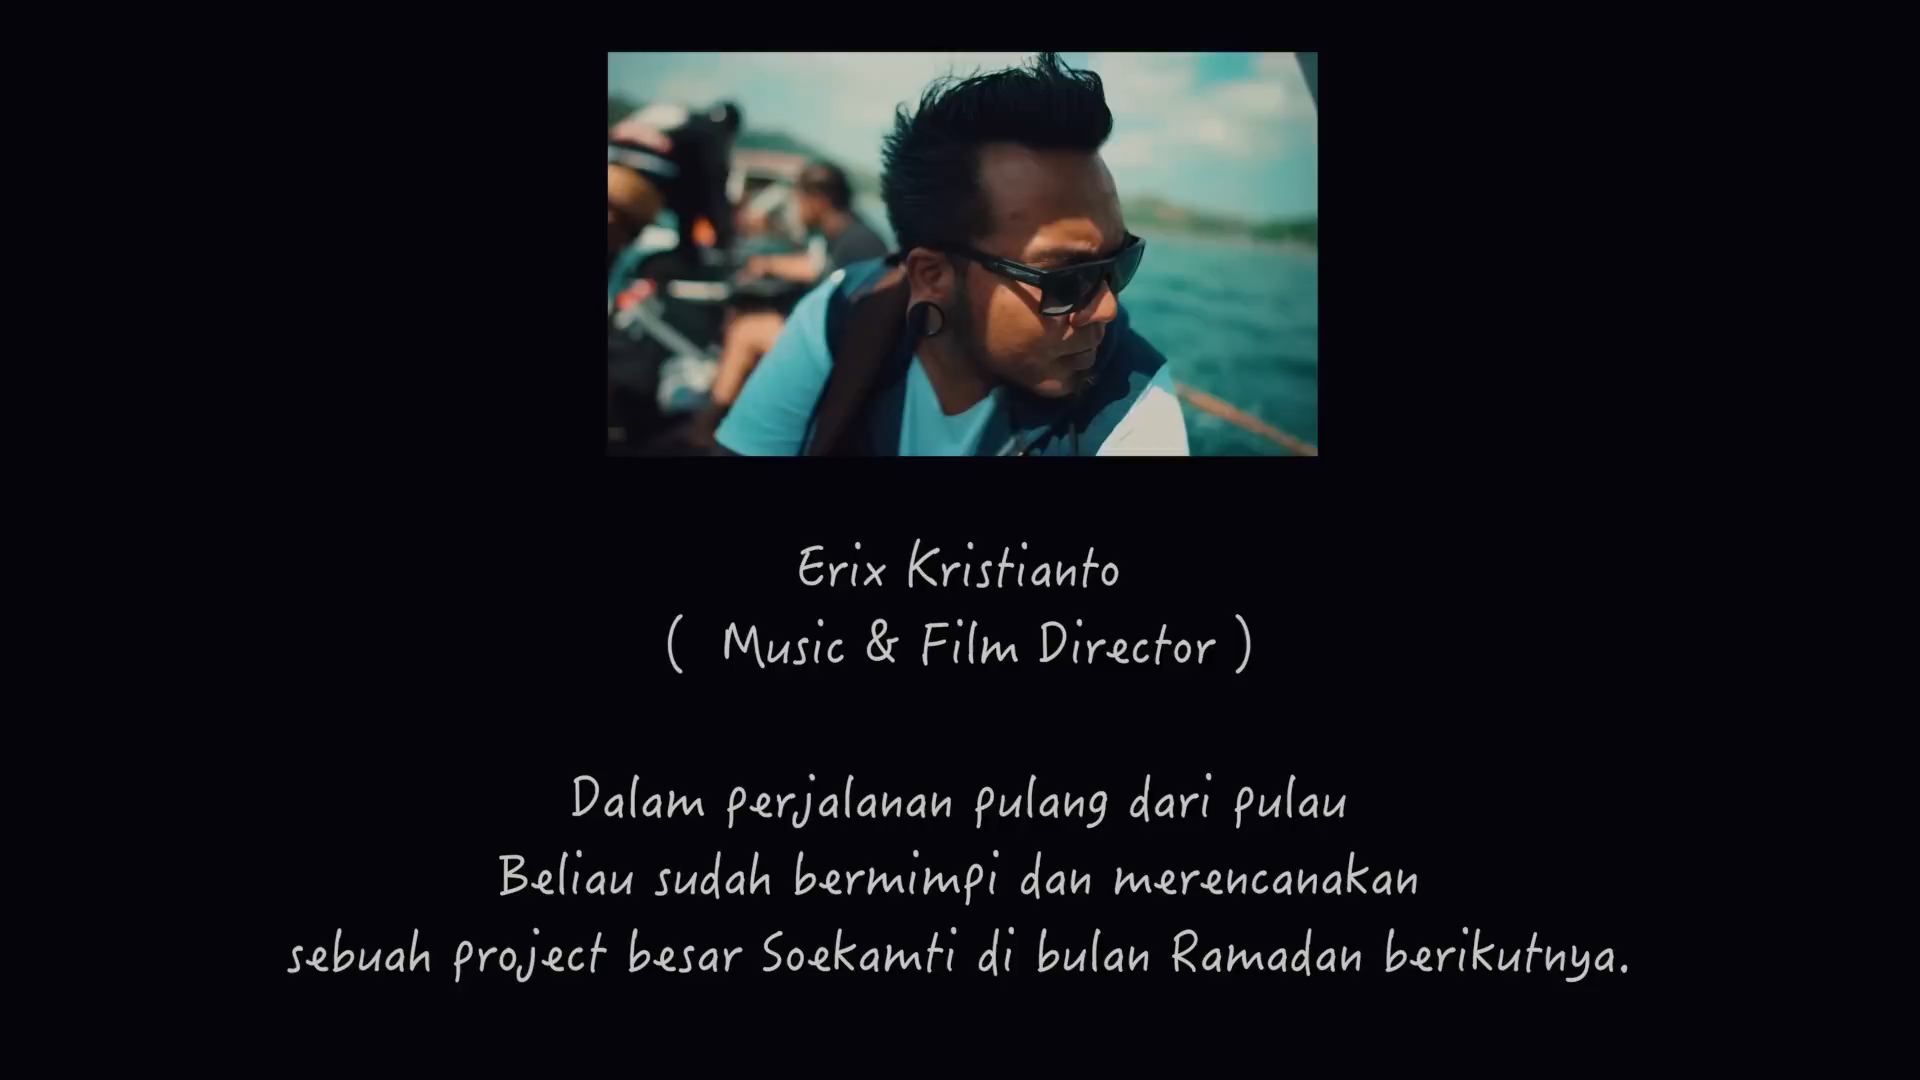 Erix Kristianto
( Music & Film Director )
Dalam perjalanan pulang dari pulau
Beliau sudah bermimpi dan merencanakan
sebuah project besar Soekamti di bulan Ramadan berikutnya.